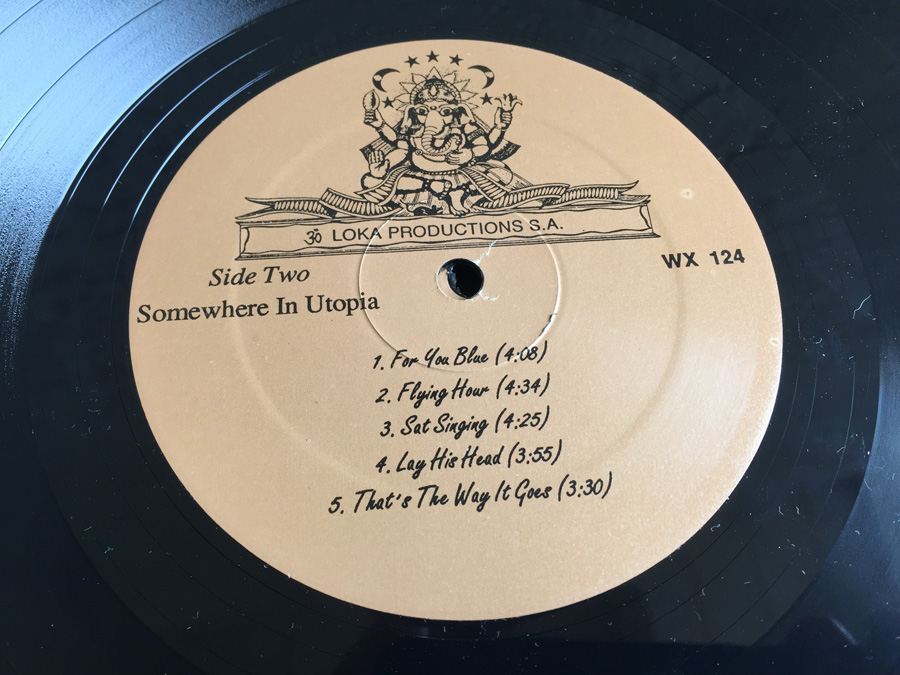 ॐ LOKA PRODUCTIONS S.A.
Side Two
WX 124
Somewhere In Utopia
1. For You Blue (4:08)
2. Flying Hour (4:34)
3. Sat Singing (4:25)
4. Lay His Head (3:55)
5. That's The Way It Goes (3:30)